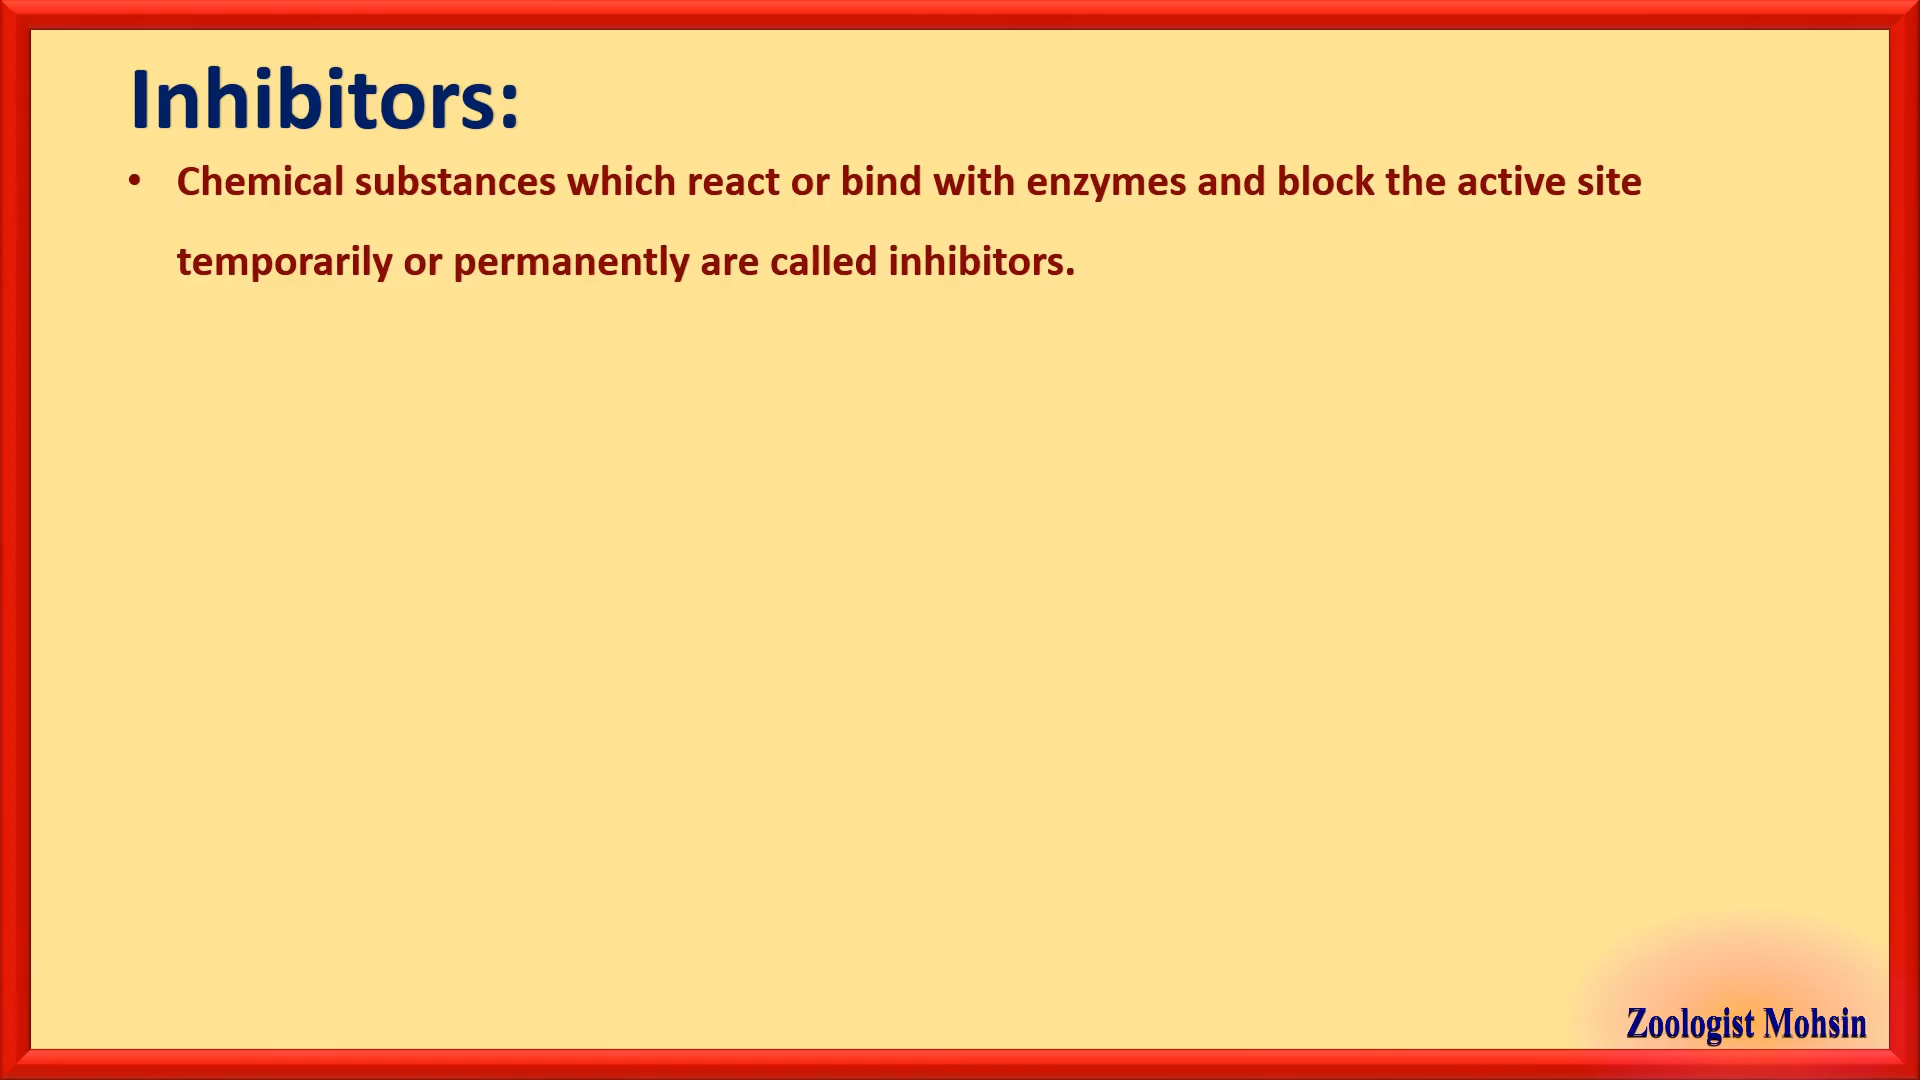 Inhibitors:
• Chemical substances which react or bind with enzymes and block the active site
temporarily or permanently are called inhibitors.
Zoologist Mohsin